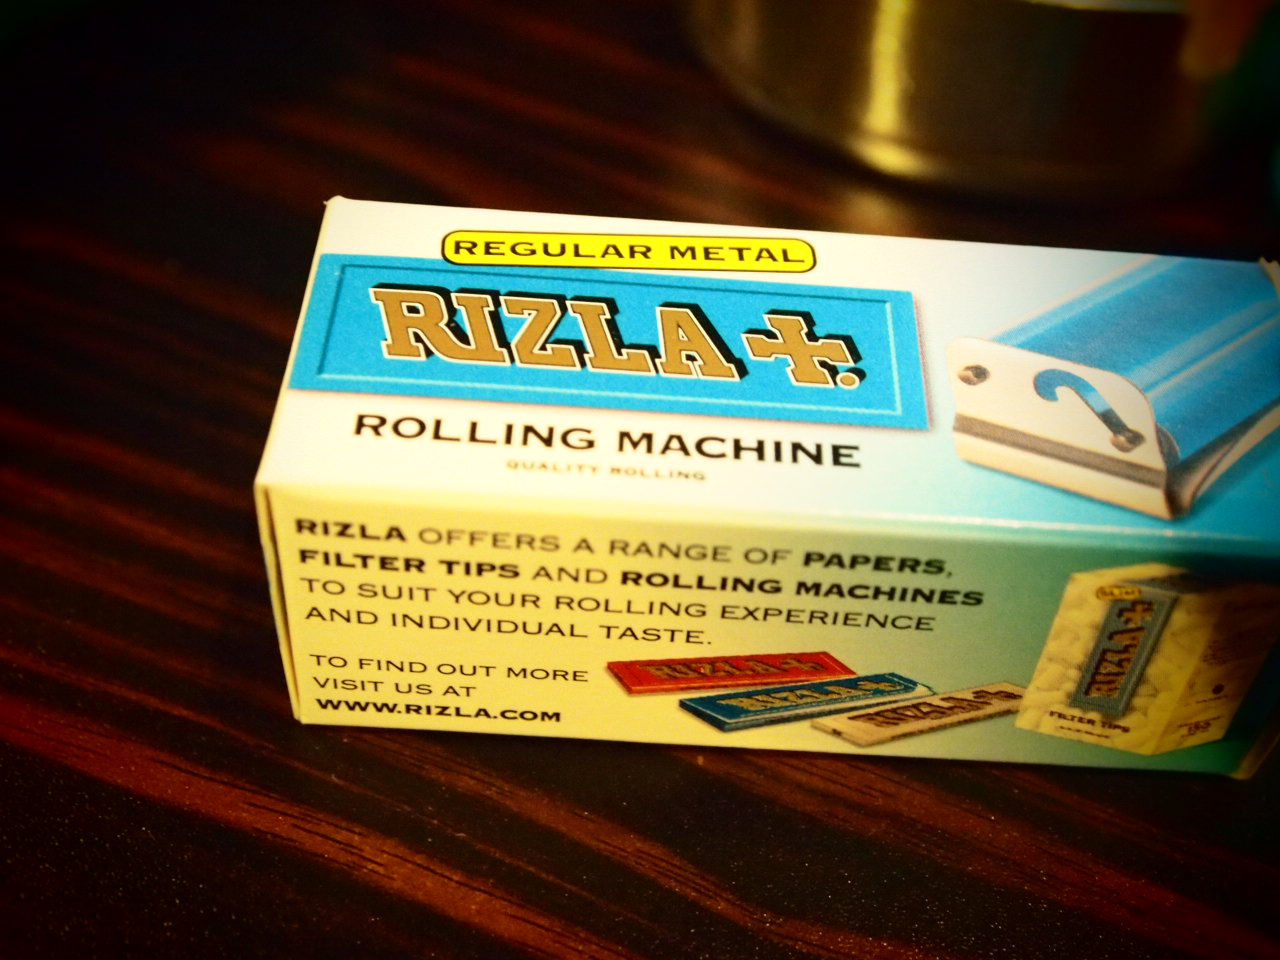 REGULAR METAL
RIZLA+.
ROLLING MACHINE
QUALITY ROLLING
RIZLA OFFERS A RANGE OF PAPERS,
FILTER TIPS AND ROLLING MACHINES
TO SUIT YOUR ROLLING EXPERIENCE
AND INDIVIDUAL TASTE.
TO FIND OUT MORE
VISIT US AT
WWW.RIZLA.COM
RIZLA+
RIZLA+
RIZLA+
RIZLA+
FILTER TIPS